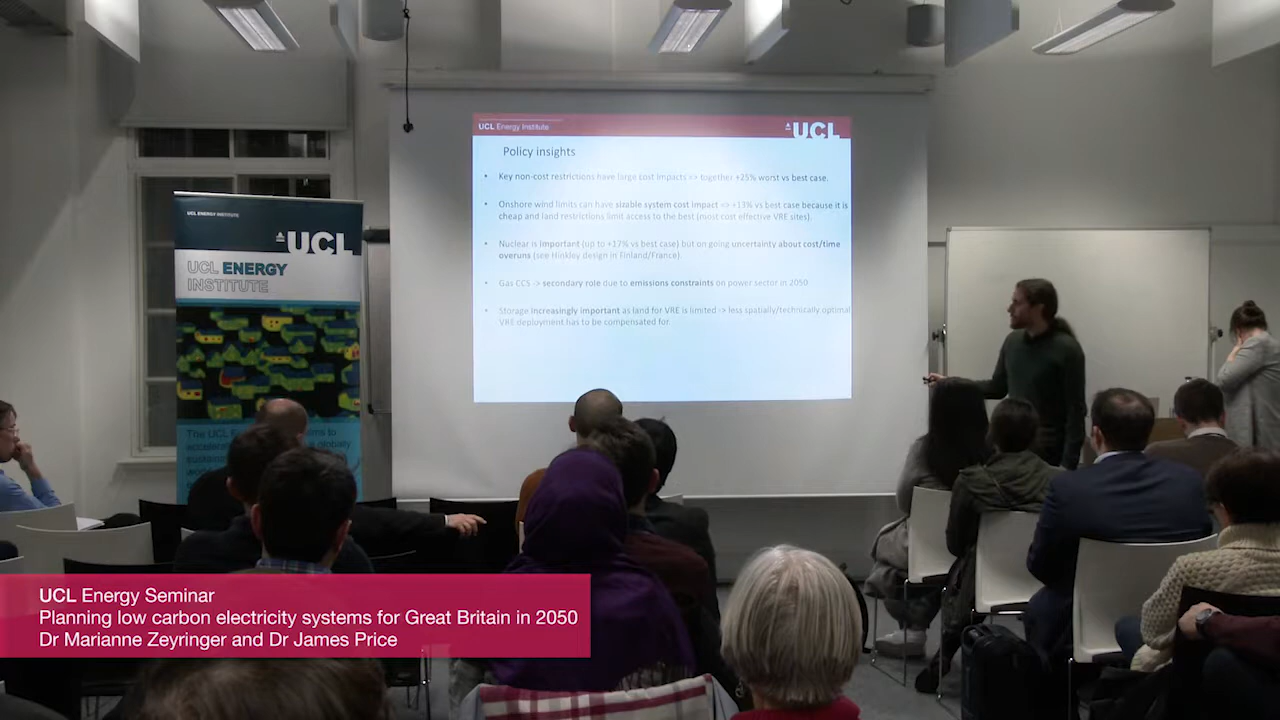 UCL Energy Institute
UCL
Policy insights
• Key non-cost restrictions have large cost impacts => together +25% worst vs best case.
• Onshore wind limits can have sizable system cost impact => +13% vs best case because it is
cheap and land restrictions limit access to the best (most cost effective VRE sites).
• Nuclear is important (up to +17% vs best case) but on going uncertainty about cost/time
overuns (see Hinkley design in Finland/France).
• Gas CCS -> secondary role due to emissions constraints on power sector in 2050
• Storage increasingly important as land for VRE is limited -> less spatially/technically optimal
VRE deployment has to be compensated for.
UCL ENERGY INSTITUTE
UCL
UCL ENERGY
INSTITUTE
The UCL
UCL Energy Seminar
Planning low carbon electricity systems for Great Britain in 2050
Dr Marianne Zeyringer and Dr James Price